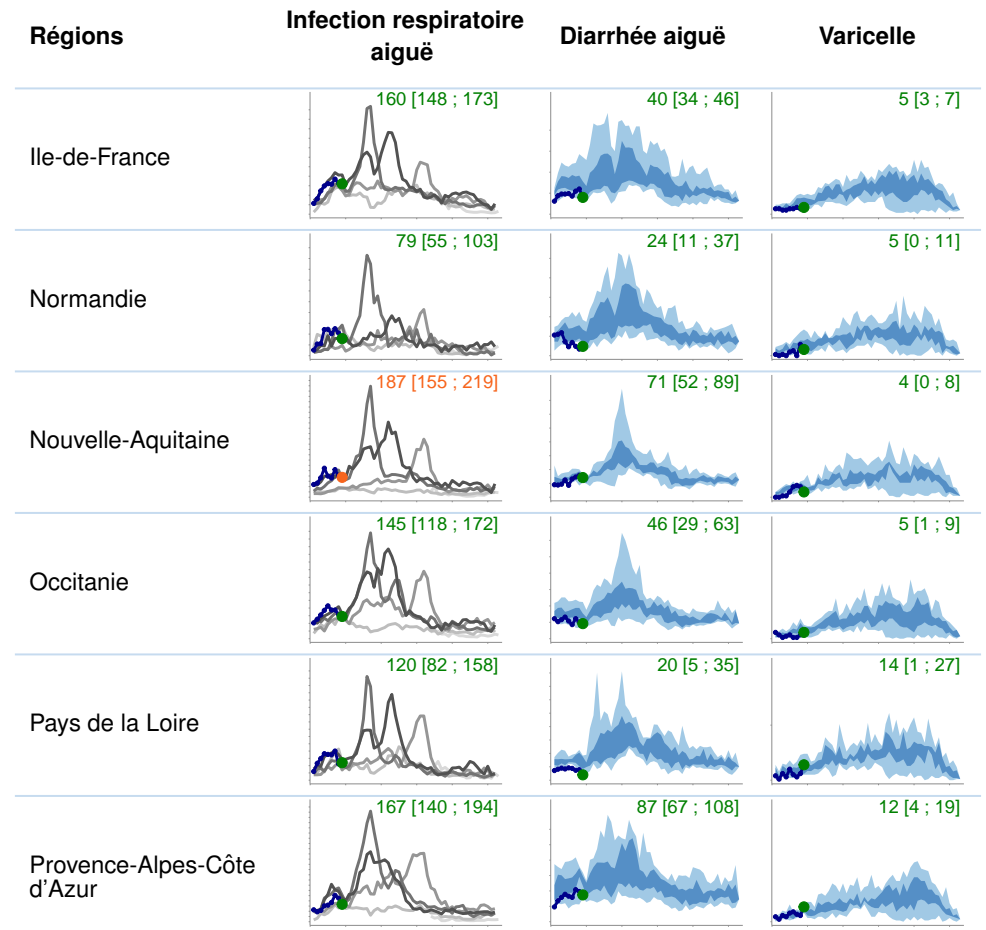 Régions
Infection respiratoire
aiguë
Diarrhée aiguë
Varicelle
Ile-de-France
160 [148 ; 173]
40 [34 ; 46]
5 [3 ; 7]
Normandie
79 [55 ; 103]
24 [11 ; 37]
5 [0 ; 11]
Nouvelle-Aquitaine
187 [155 ; 219]
71 [52 ; 89]
4 [0 ; 8]
Occitanie
145 [118 ; 172]
46 [29 ; 63]
5 [1 ; 9]
Pays de la Loire
120 [82 ; 158]
20 [5 ; 35]
14 [1 ; 27]
Provence-Alpes-Côte
d'Azur
167 [140 ; 194]
87 [67 ; 108]
12 [4 ; 19]